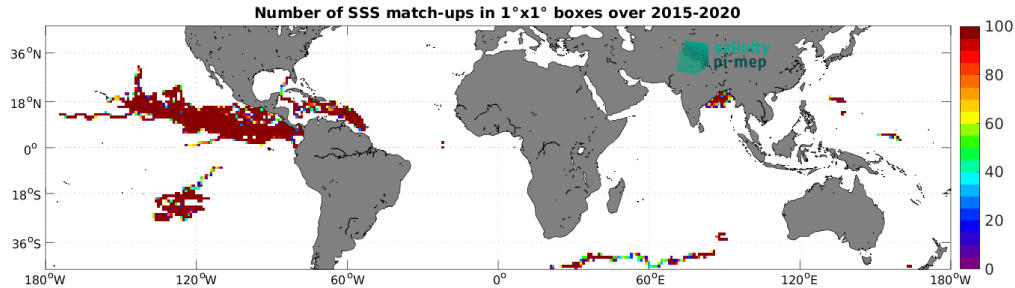 Number of SSS match-ups in 1°x1° boxes over 2015-2020
36°N
18°N
0°
18°S
36°S
180°W
120°W
60°W
0°
60°E
120°E
180°W
salinity
pi-mep
100
80
60
40
20
0